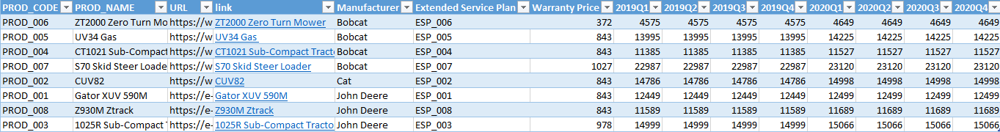 PROD_CODE PROD_NAME URL link Manufacturer Extended Service Plan Warranty Price 2019Q1 2019Q2 2019Q3 2019Q4 2020Q1 2020Q2 2020Q3 2020Q4
PROD_006 ZT2000 Zero Turn Mo https://w ZT2000 Zero Turn Mower Bobcat ESP_006 372 4575 4575 4575 4575 4649 4649 4649 4649
PROD_005 UV34 Gas https://w UV34 Gas Bobcat ESP_005 843 13995 13995 13995 13995 14225 14225 14225 14225
PROD_004 CT1021 Sub-Compact https://w CT1021 Sub-Compact Tracto Bobcat ESP_004 843 11385 11385 11385 11385 11527 11527 11527 11527
PROD_007 S70 Skid Steer Loade https://w S70 Skid Steer Loader Bobcat ESP_007 1027 22987 22987 22987 22987 23120 23120 23120 23120
PROD_002 CUV82 https://w CUV82 Cat ESP_002 843 14786 14786 14786 14786 14998 14998 14998 14998
PROD_001 Gator XUV 590M https://e- Gator XUV 590M John Deere ESP_001 843 12449 12449 12449 12449 12449 12449 12449 12449
PROD_008 Z930M Ztrack https://e- Z930M Ztrack John Deere ESP_008 843 11589 11589 11589 11589 11689 11689 11689 11689
PROD_003 1025R Sub-Compact T https://e- 1025R Sub-Compact Tracto John Deere ESP_003 978 14999 14999 14999 14999 15066 15066 15066 15066